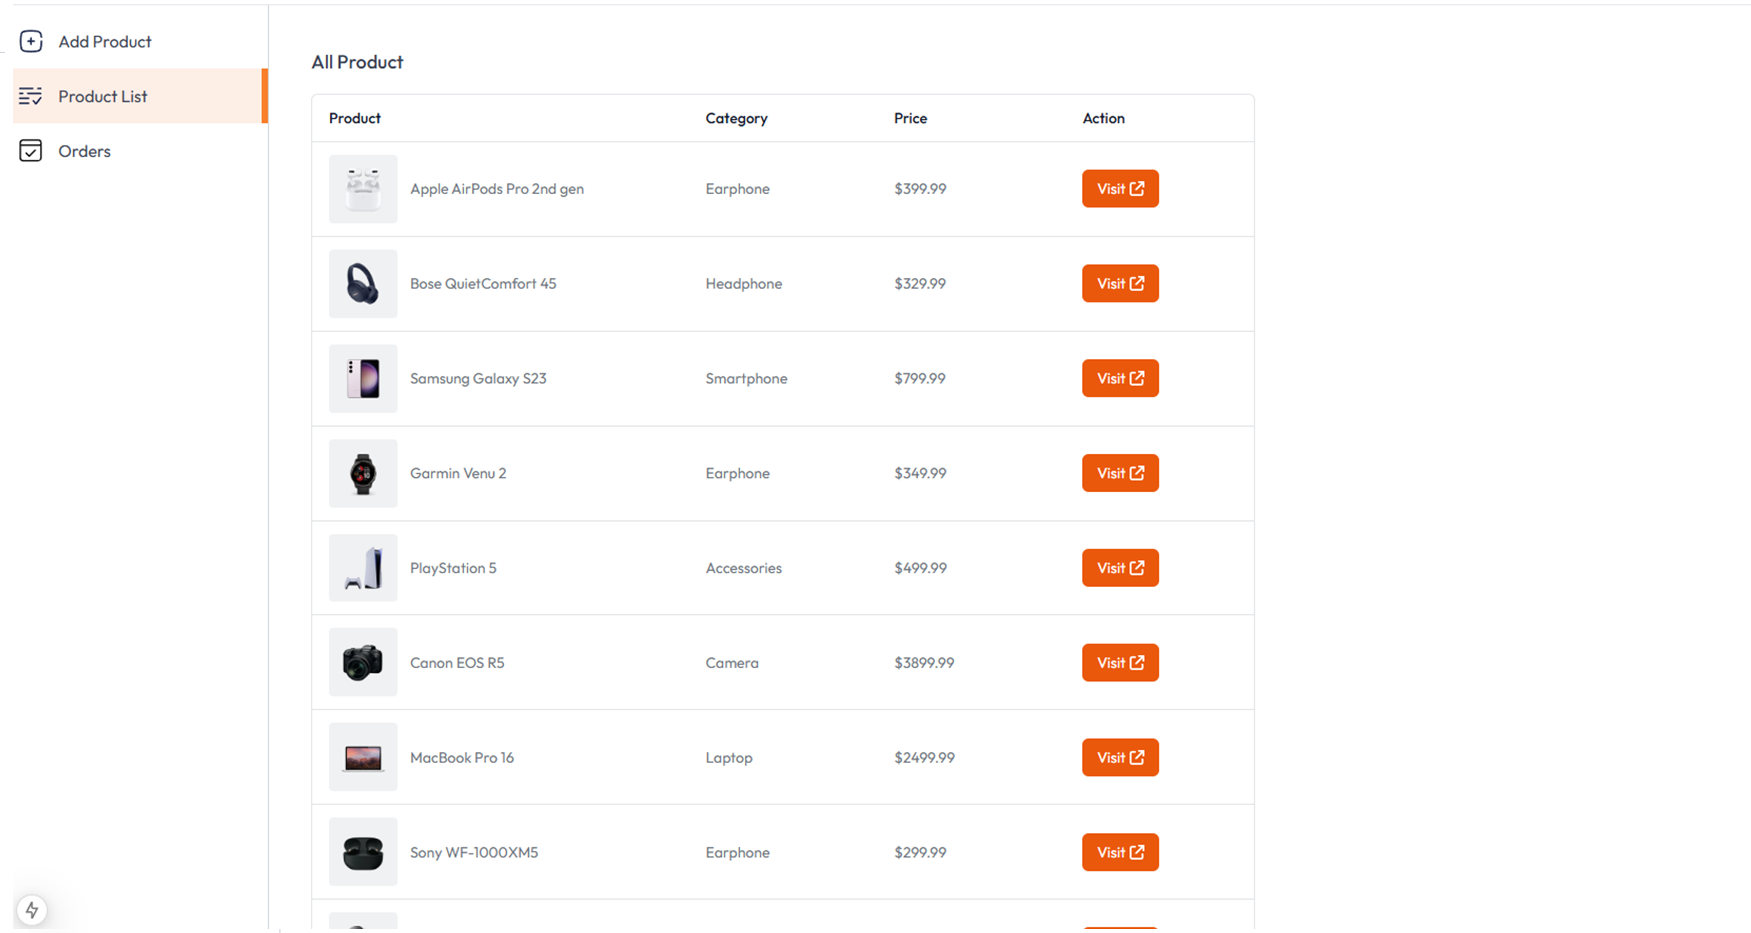 Add Product
Product List
Orders
All Product
Product Category Price Action
Apple AirPods Pro 2nd gen Earphone $399.99 Visit
Bose QuietComfort 45 Headphone $329.99 Visit
Samsung Galaxy S23 Smartphone $799.99 Visit
Garmin Venu 2 Earphone $349.99 Visit
PlayStation 5 Accessories $499.99 Visit
Canon EOS R5 Camera $3899.99 Visit
MacBook Pro 16 Laptop $2499.99 Visit
Sony WF-1000XM5 Earphone $299.99 Visit